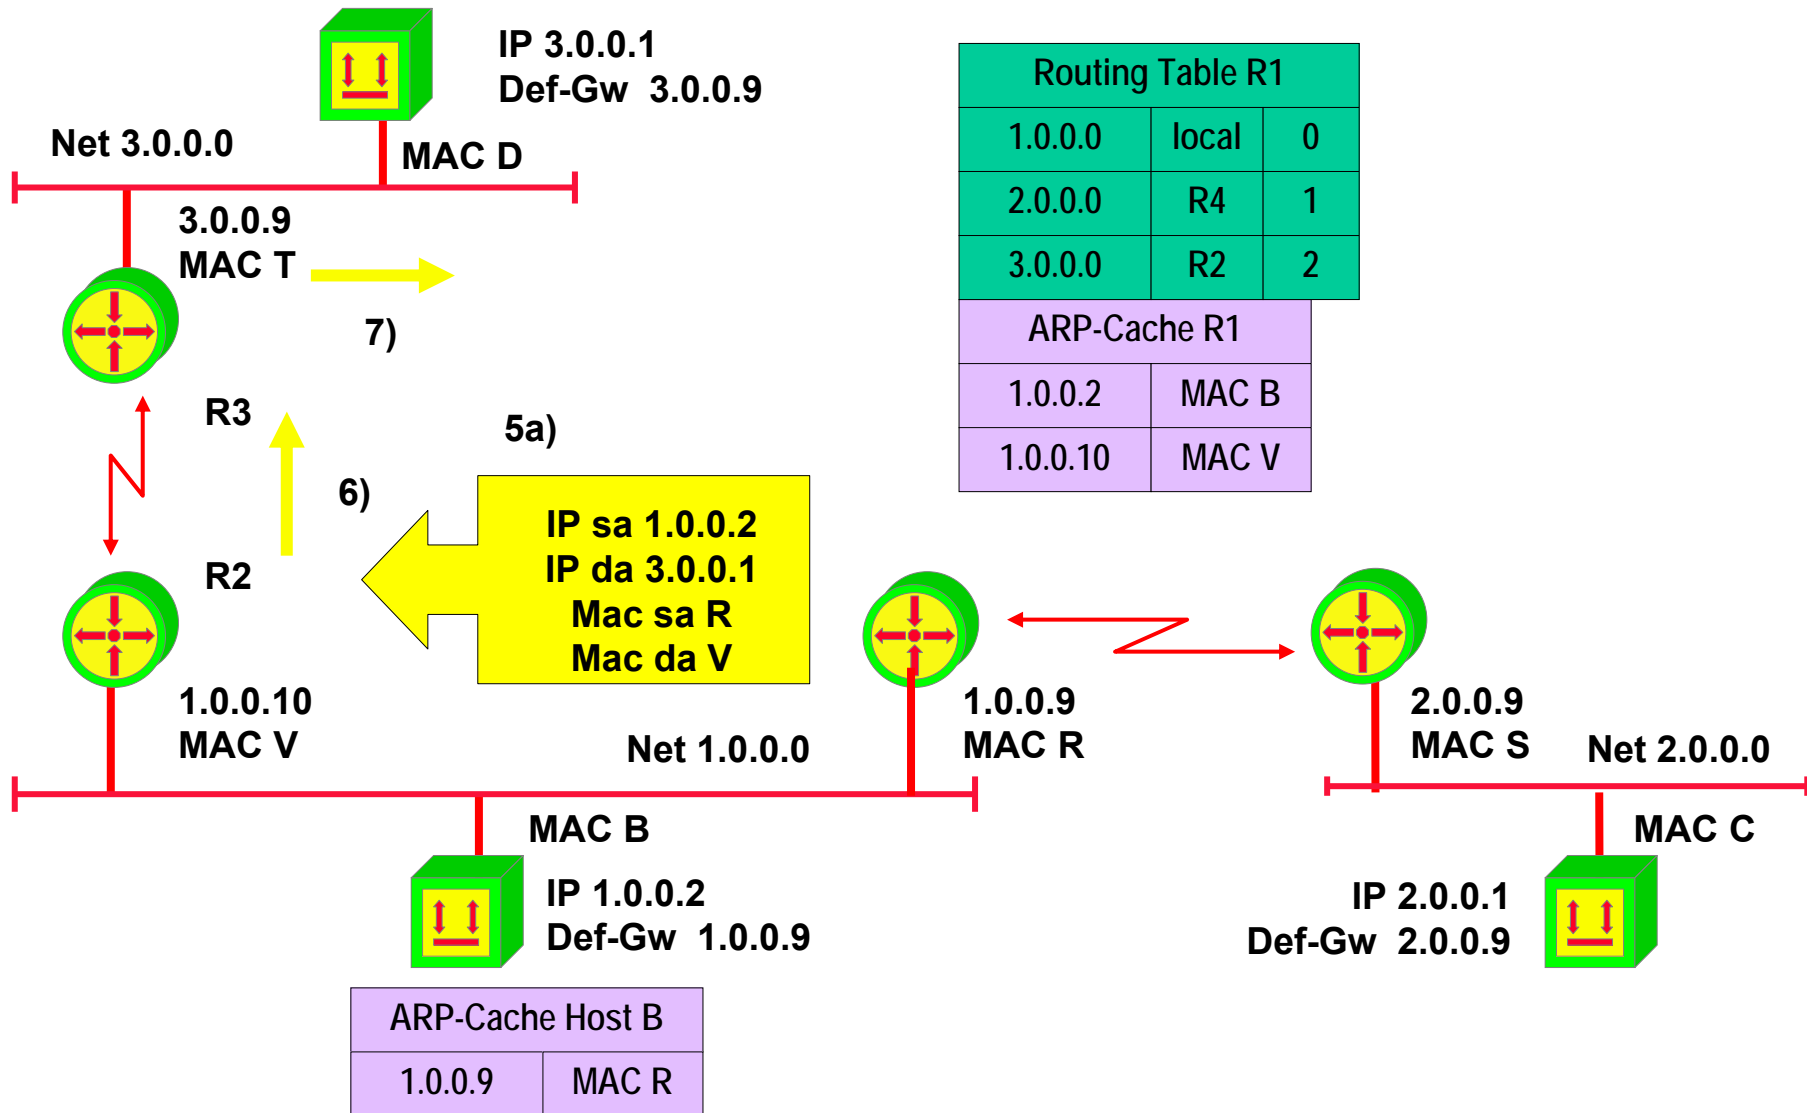 IP 3.0.0.1
Def-Gw 3.0.0.9
Net 3.0.0.0
MAC D
3.0.0.9
MAC T
7)
R3
5a)
6)
R2
IP sa 1.0.0.2
IP da 3.0.0.1
Mac sa R
Mac da V
Routing Table R1
1.0.0.0 local 0
2.0.0.0 R4 1
3.0.0.0 R2 2
ARP-Cache R1
1.0.0.2 MAC B
1.0.0.10 MAC V
1.0.0.10
MAC V
Net 1.0.0.0
1.0.0.9
MAC R
2.0.0.9
MAC S
Net 2.0.0.0
MAC B
MAC C
IP 1.0.0.2
Def-Gw 1.0.0.9
IP 2.0.0.1
Def-Gw 2.0.0.9
ARP-Cache Host B
1.0.0.9 MAC R